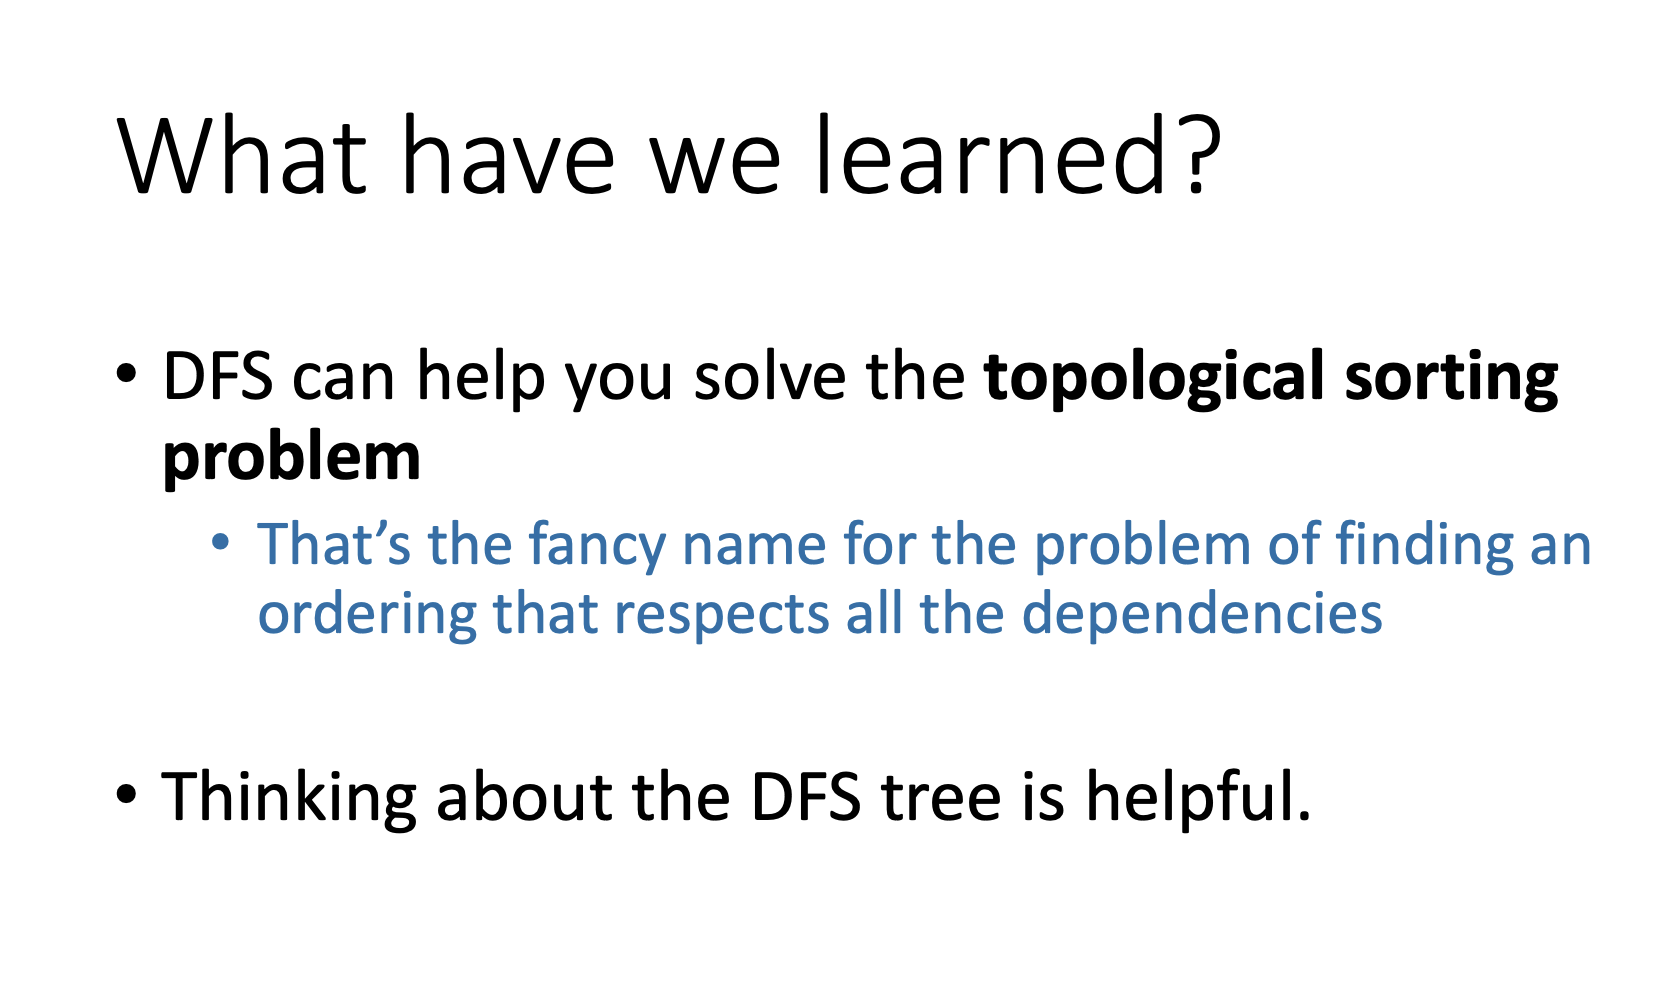 What have we learned?
• DFS can help you solve the topological sorting
problem
• That’s the fancy name for the problem of finding an
ordering that respects all the dependencies
• Thinking about the DFS tree is helpful.